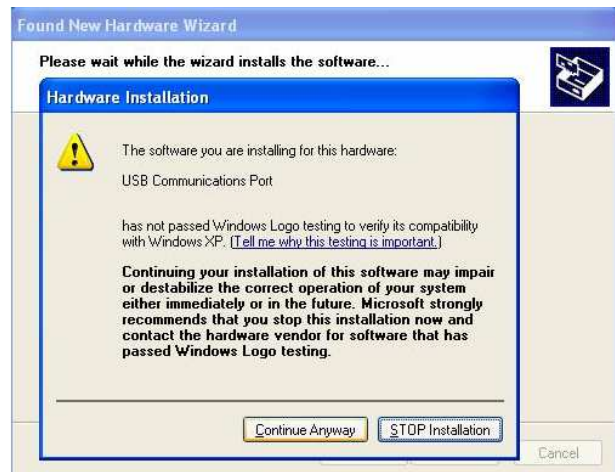 Found New Hardware Wizard
Please wait while the wizard installs the software...
Hardware Installation
The software you are installing for this hardware:
USB Communications Port
has not passed Windows Logo testing to verify its compatibility
with Windows XP. (Tell me why this testing is important.)
Continuing your installation of this software may impair
or destabilize the correct operation of your system
either immediately or in the future. Microsoft strongly
recommends that you stop this installation now and
contact the hardware vendor for software that has
passed Windows Logo testing.
Continue Anyway STOP Installation
Cancel